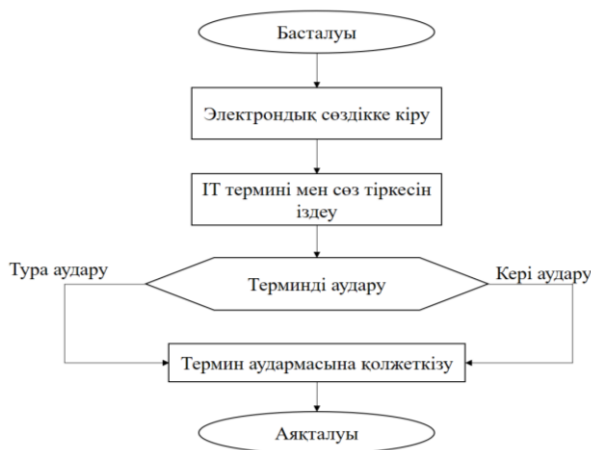 Басталуы
Электрондық сөздікке кіру
IT термині мен сөз тіркесін
іздеу
Тура аудару
Терминді аудару
Кері аудару
Термин аудармасына қолжеткізу
Аяқталуы